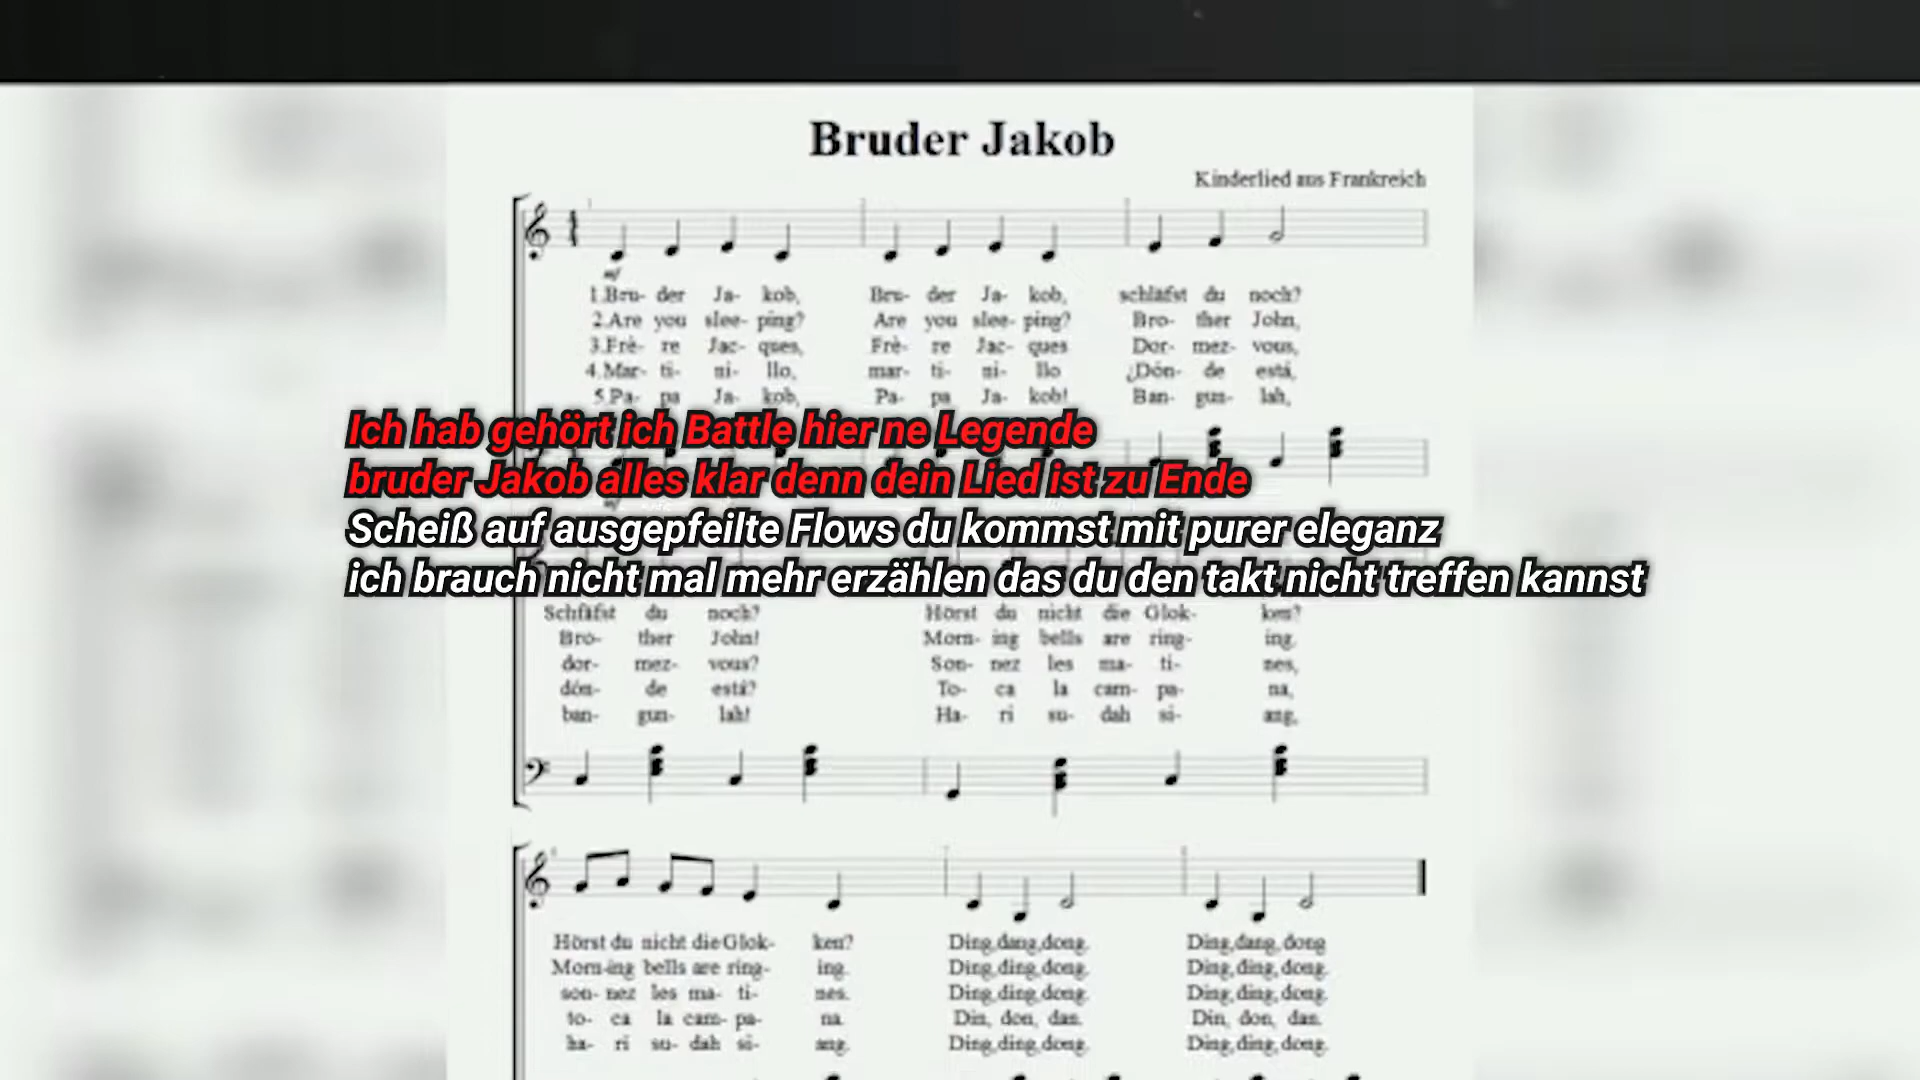 Bruder Jakob
Kinderlied aus Frankreich
1.Bru- der Ja- kob, Bru- der Ja- kob, schläfst du noch?
2.Are you slee- ping? Are you slee- ping? Bro- ther John,
3.Frè- re Jac- ques, Frè- re Jac- ques Dor- mez- vous,
4.Mar- ti- ni- llo, mar- ti- ni- llo ¿Dón- de está,
5.Pa- pa Ja- kob, Pa- pa Ja- kob! Ban- gun- lah,
Ich hab gehört ich Battle hier ne Legende
bruder Jakob alles klar denn dein Lied ist zu Ende
Scheiß auf ausgepfeilte Flows du kommst mit purer eleganz
ich brauch nicht mal mehr erzählen das du den takt nicht treffen kannst
Schläfst du noch? Hörst du nicht die Glok- ken?
Bro- ther John! Morn- ing bells are ring- ing.
dor- mez- vous? Son- nez les ma- ti- nes,
dón- de está? To- ca la cam- pa- na,
ban- gun- lah! Ha- ri su- dah si- ang,
Hörst du nicht die Glok- ken? Ding,dang,dong. Ding,dang,dong
Morn-ing bells are ring- ing. Ding,ding,dong. Ding,ding,dong.
son- nez les ma- ti- nes. Ding,ding,dong. Ding,ding,dong.
to- ca la cam- pa- na. Din, don, dan. Din, don, dan.
ha- ri su- dah si- ang. Ding,ding,dong. Ding,ding,dong.